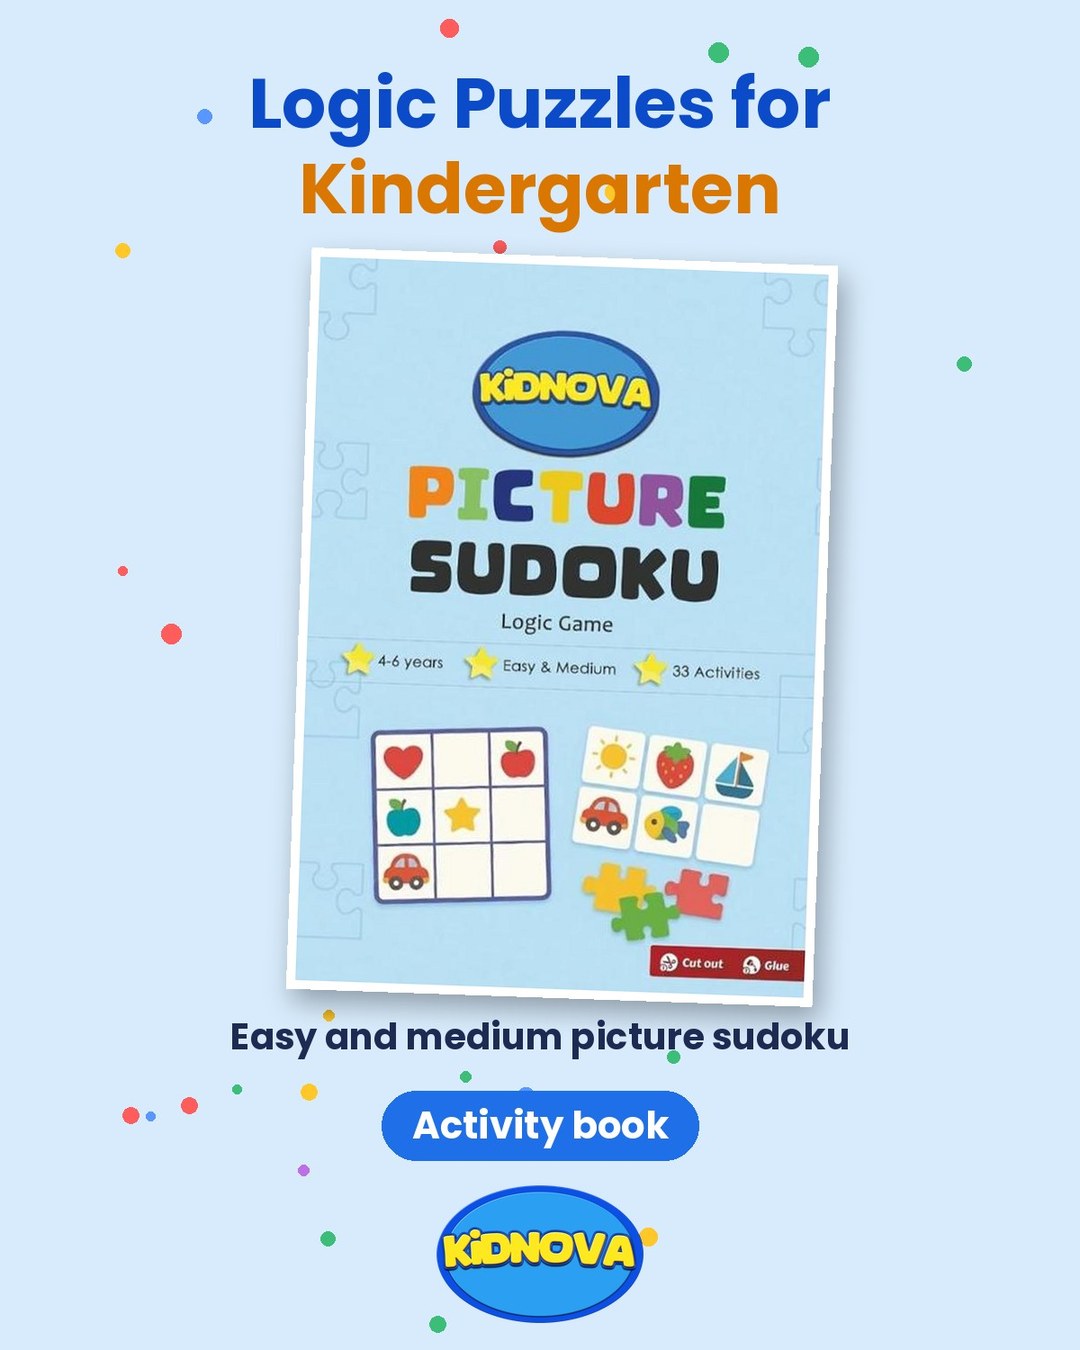 Logic Puzzles for
Kindergarten
KiDNOVA
PICTURE
SUDOKU
Logic Game
4-6 years Easy & Medium 33 Activities
Cut out Glue
Easy and medium picture sudoku
Activity book
KiDNOVA